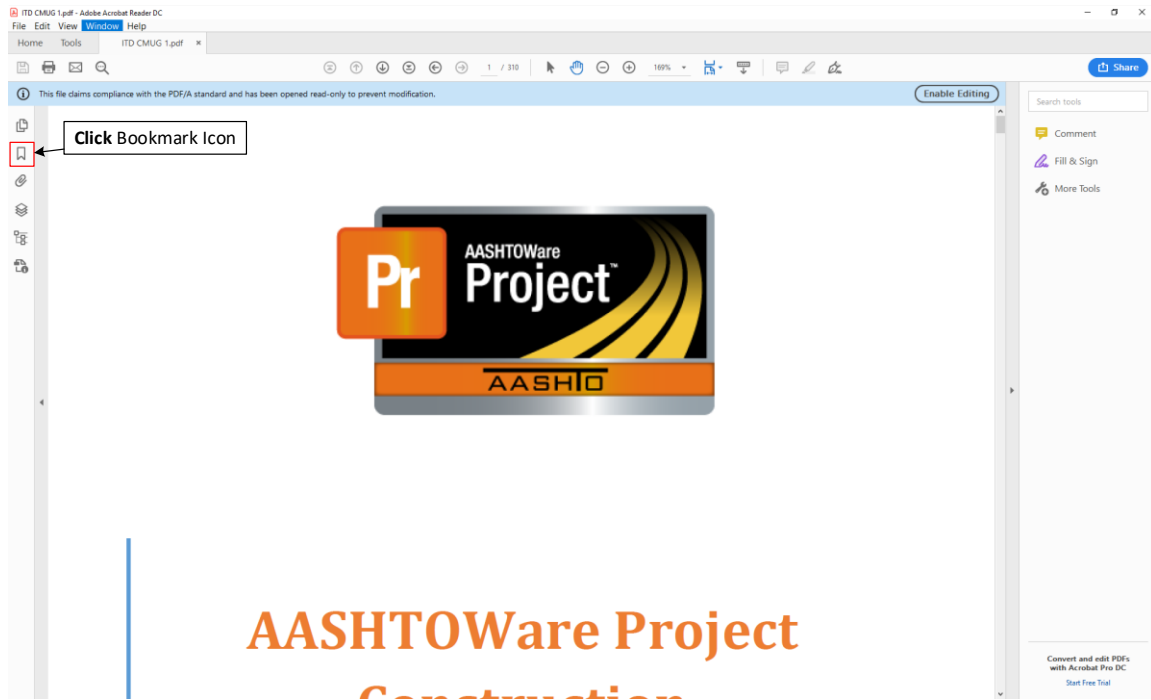 ITD CMUG 1.pdf - Adobe Acrobat Reader DC
File Edit View Window Help
Home Tools ITD CMUG 1.pdf ×
1 / 310 169%
Share
This file claims compliance with the PDF/A standard and has been opened read-only to prevent modification.
Enable Editing
Search tools
Click Bookmark Icon
Comment
Fill & Sign
More Tools
Pr
AASHTOWare
Project™
AASHTO
AASHTOWare Project
Construction
Convert and edit PDFs
with Acrobat Pro DC
Start Free Trial